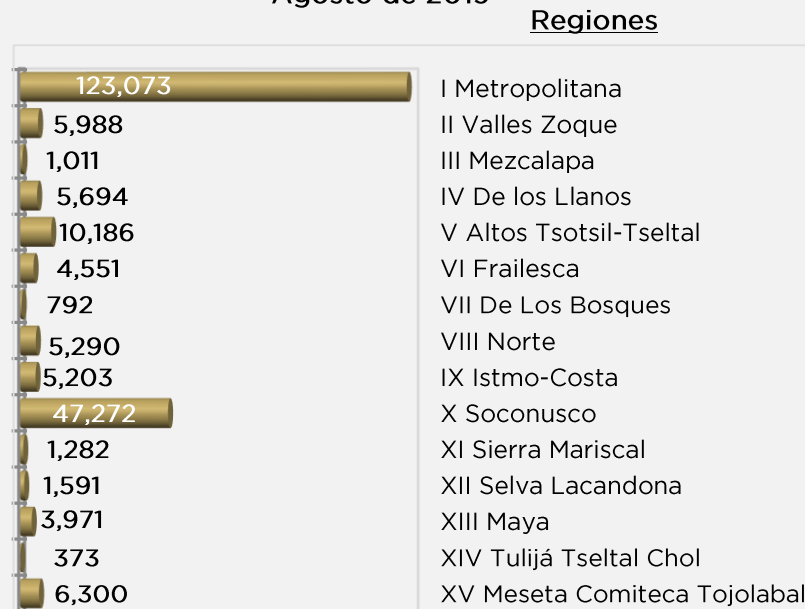 Agosto de 2015
Regiones
123,073 I Metropolitana
5,988 II Valles Zoque
1,011 III Mezcalapa
5,694 IV De los Llanos
10,186 V Altos Tsotsil-Tseltal
4,551 VI Frailesca
792 VII De Los Bosques
5,290 VIII Norte
5,203 IX Istmo-Costa
47,272 X Soconusco
1,282 XI Sierra Mariscal
1,591 XII Selva Lacandona
3,971 XIII Maya
373 XIV Tulijá Tseltal Chol
6,300 XV Meseta Comiteca Tojolabal